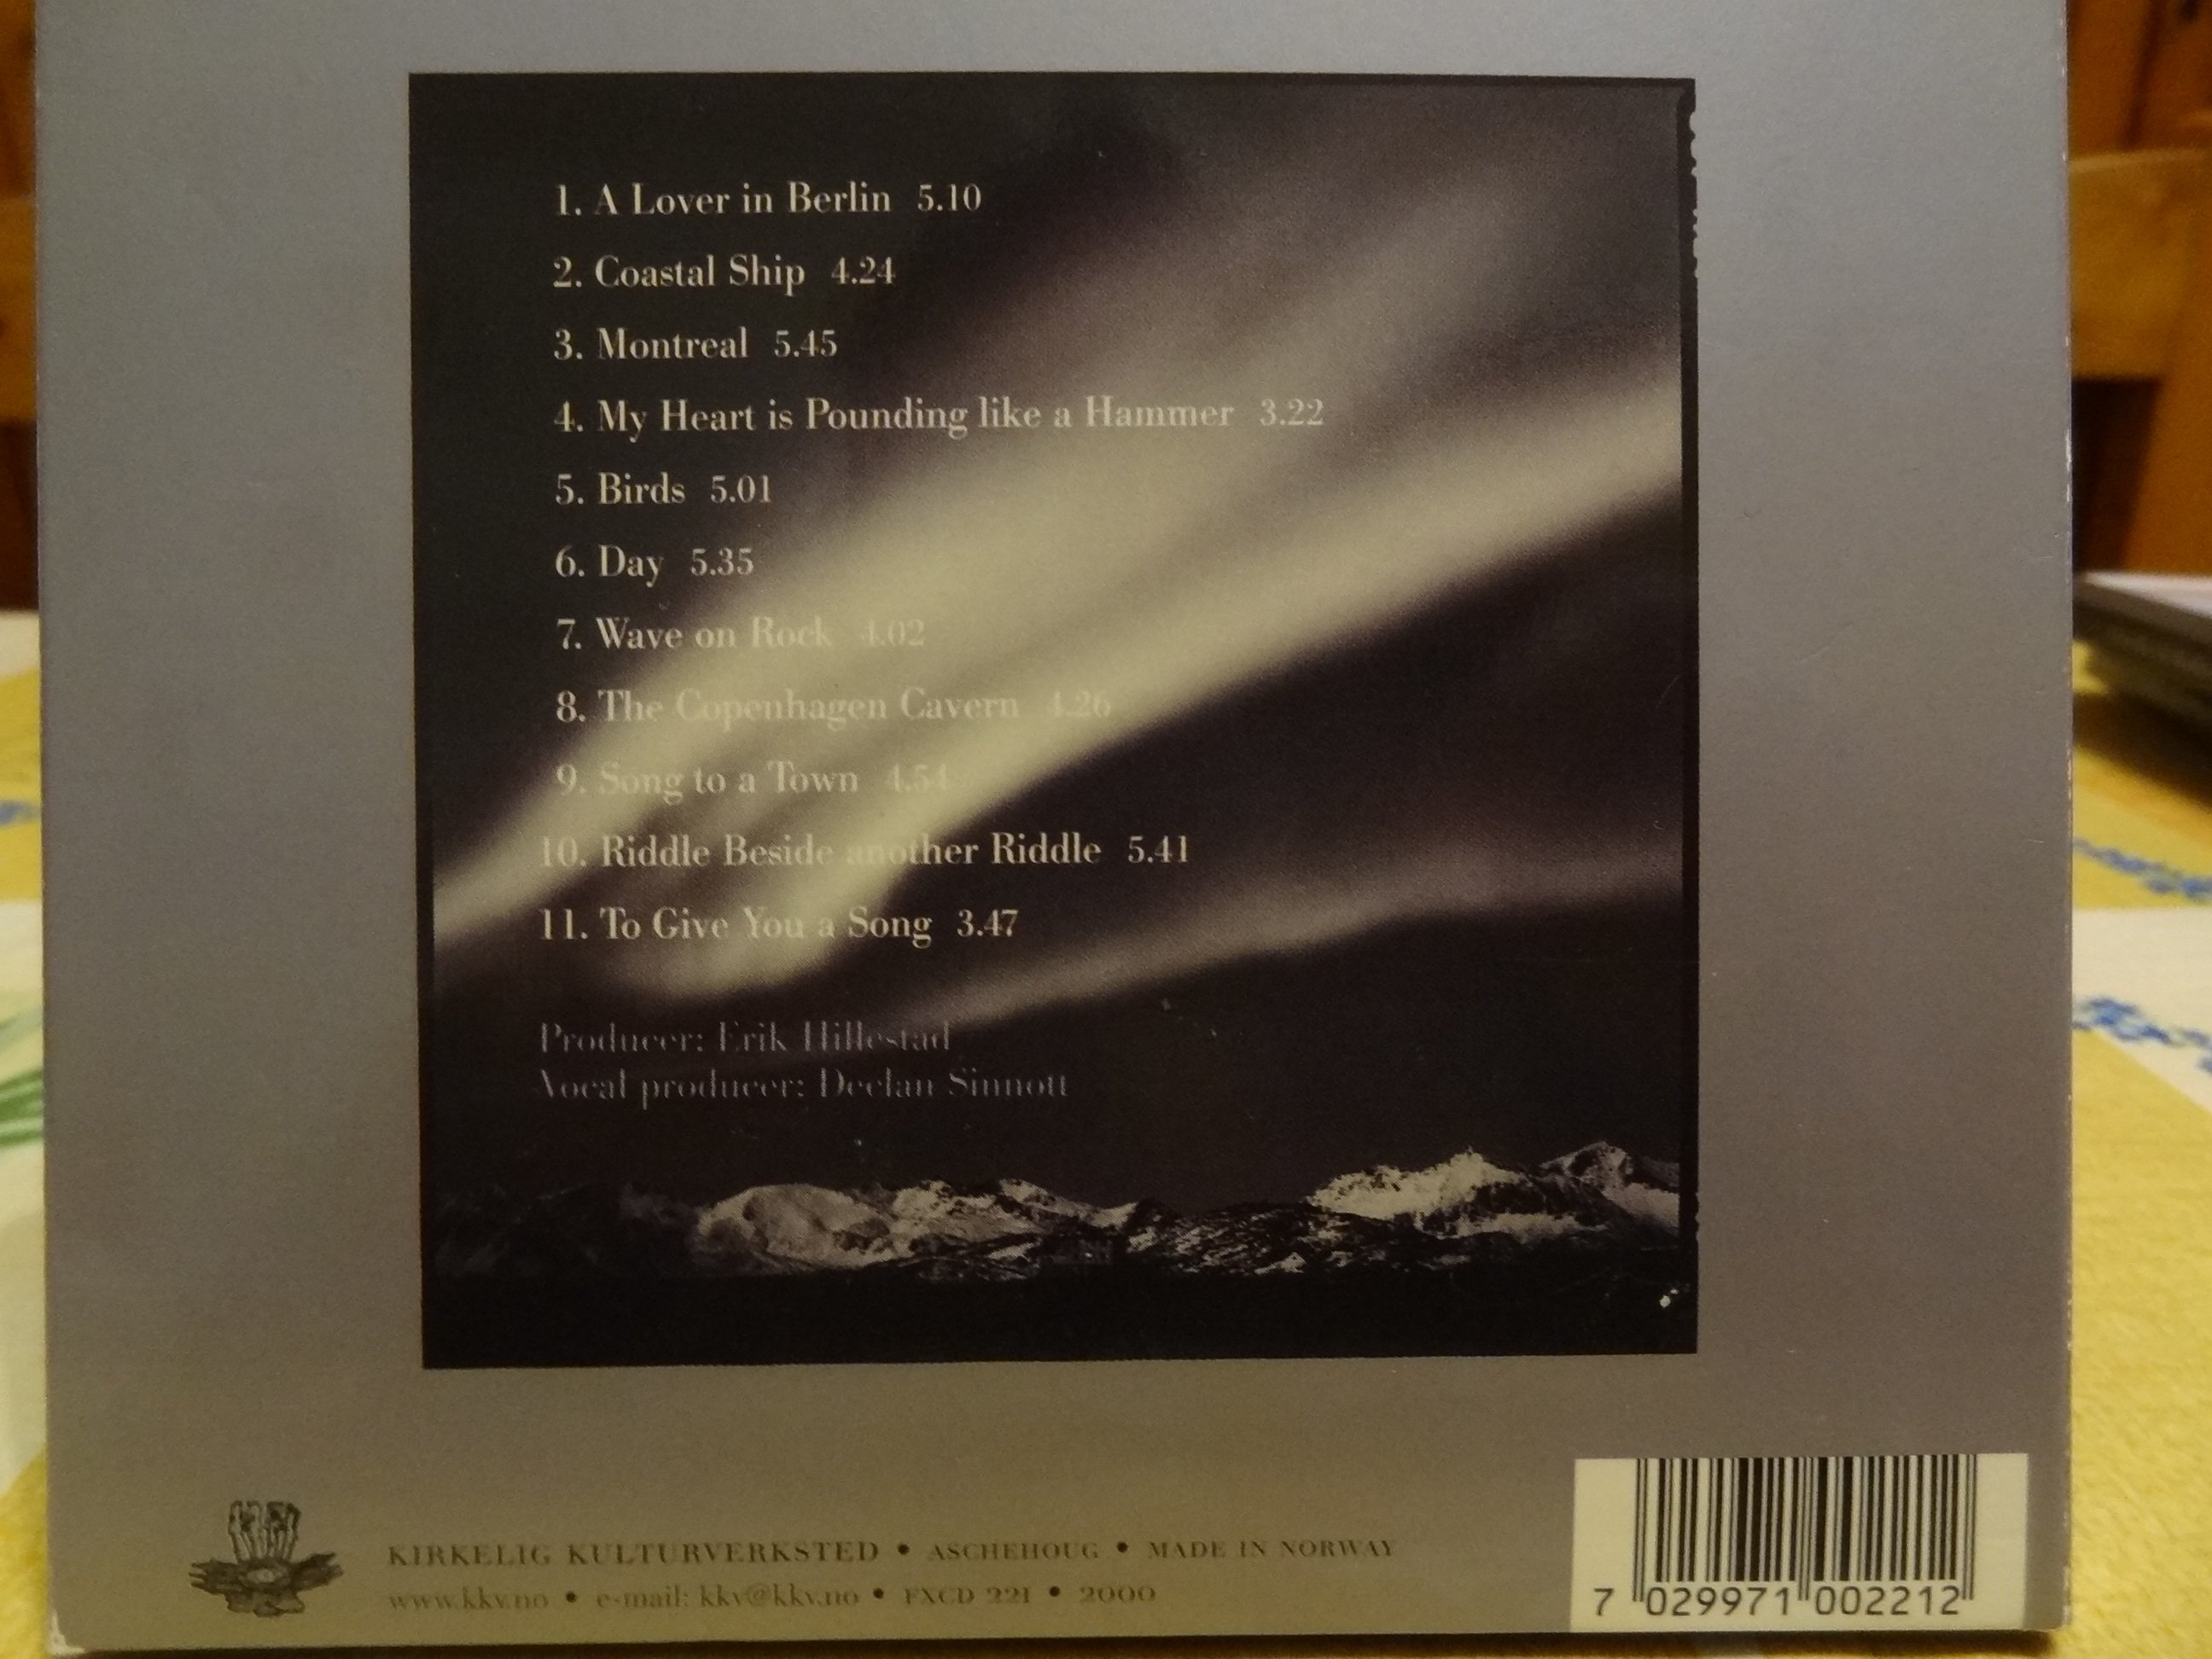 1. A Lover in Berlin 5.10
2. Coastal Ship 4.24
3. Montreal 5.45
4. My Heart is Pounding like a Hammer 3.22
5. Birds 5.01
6. Day 5.35
7. Wave on Rock 4.02
8. The Copenhagen Cavern 4.26
9. Song to a Town 4.54
10. Riddle Beside another Riddle 5.41
11. To Give You a Song 3.47
Producer: Erik Hillestad
Vocal producer: Declan Sinnott
KIRKELIG KULTURVERKSTED • ASCHEHOUG • MADE IN NORWAY
www.kkv.no • e-mail: kkv@kkv.no • FXCD 221 • 2000
7 029971 002212